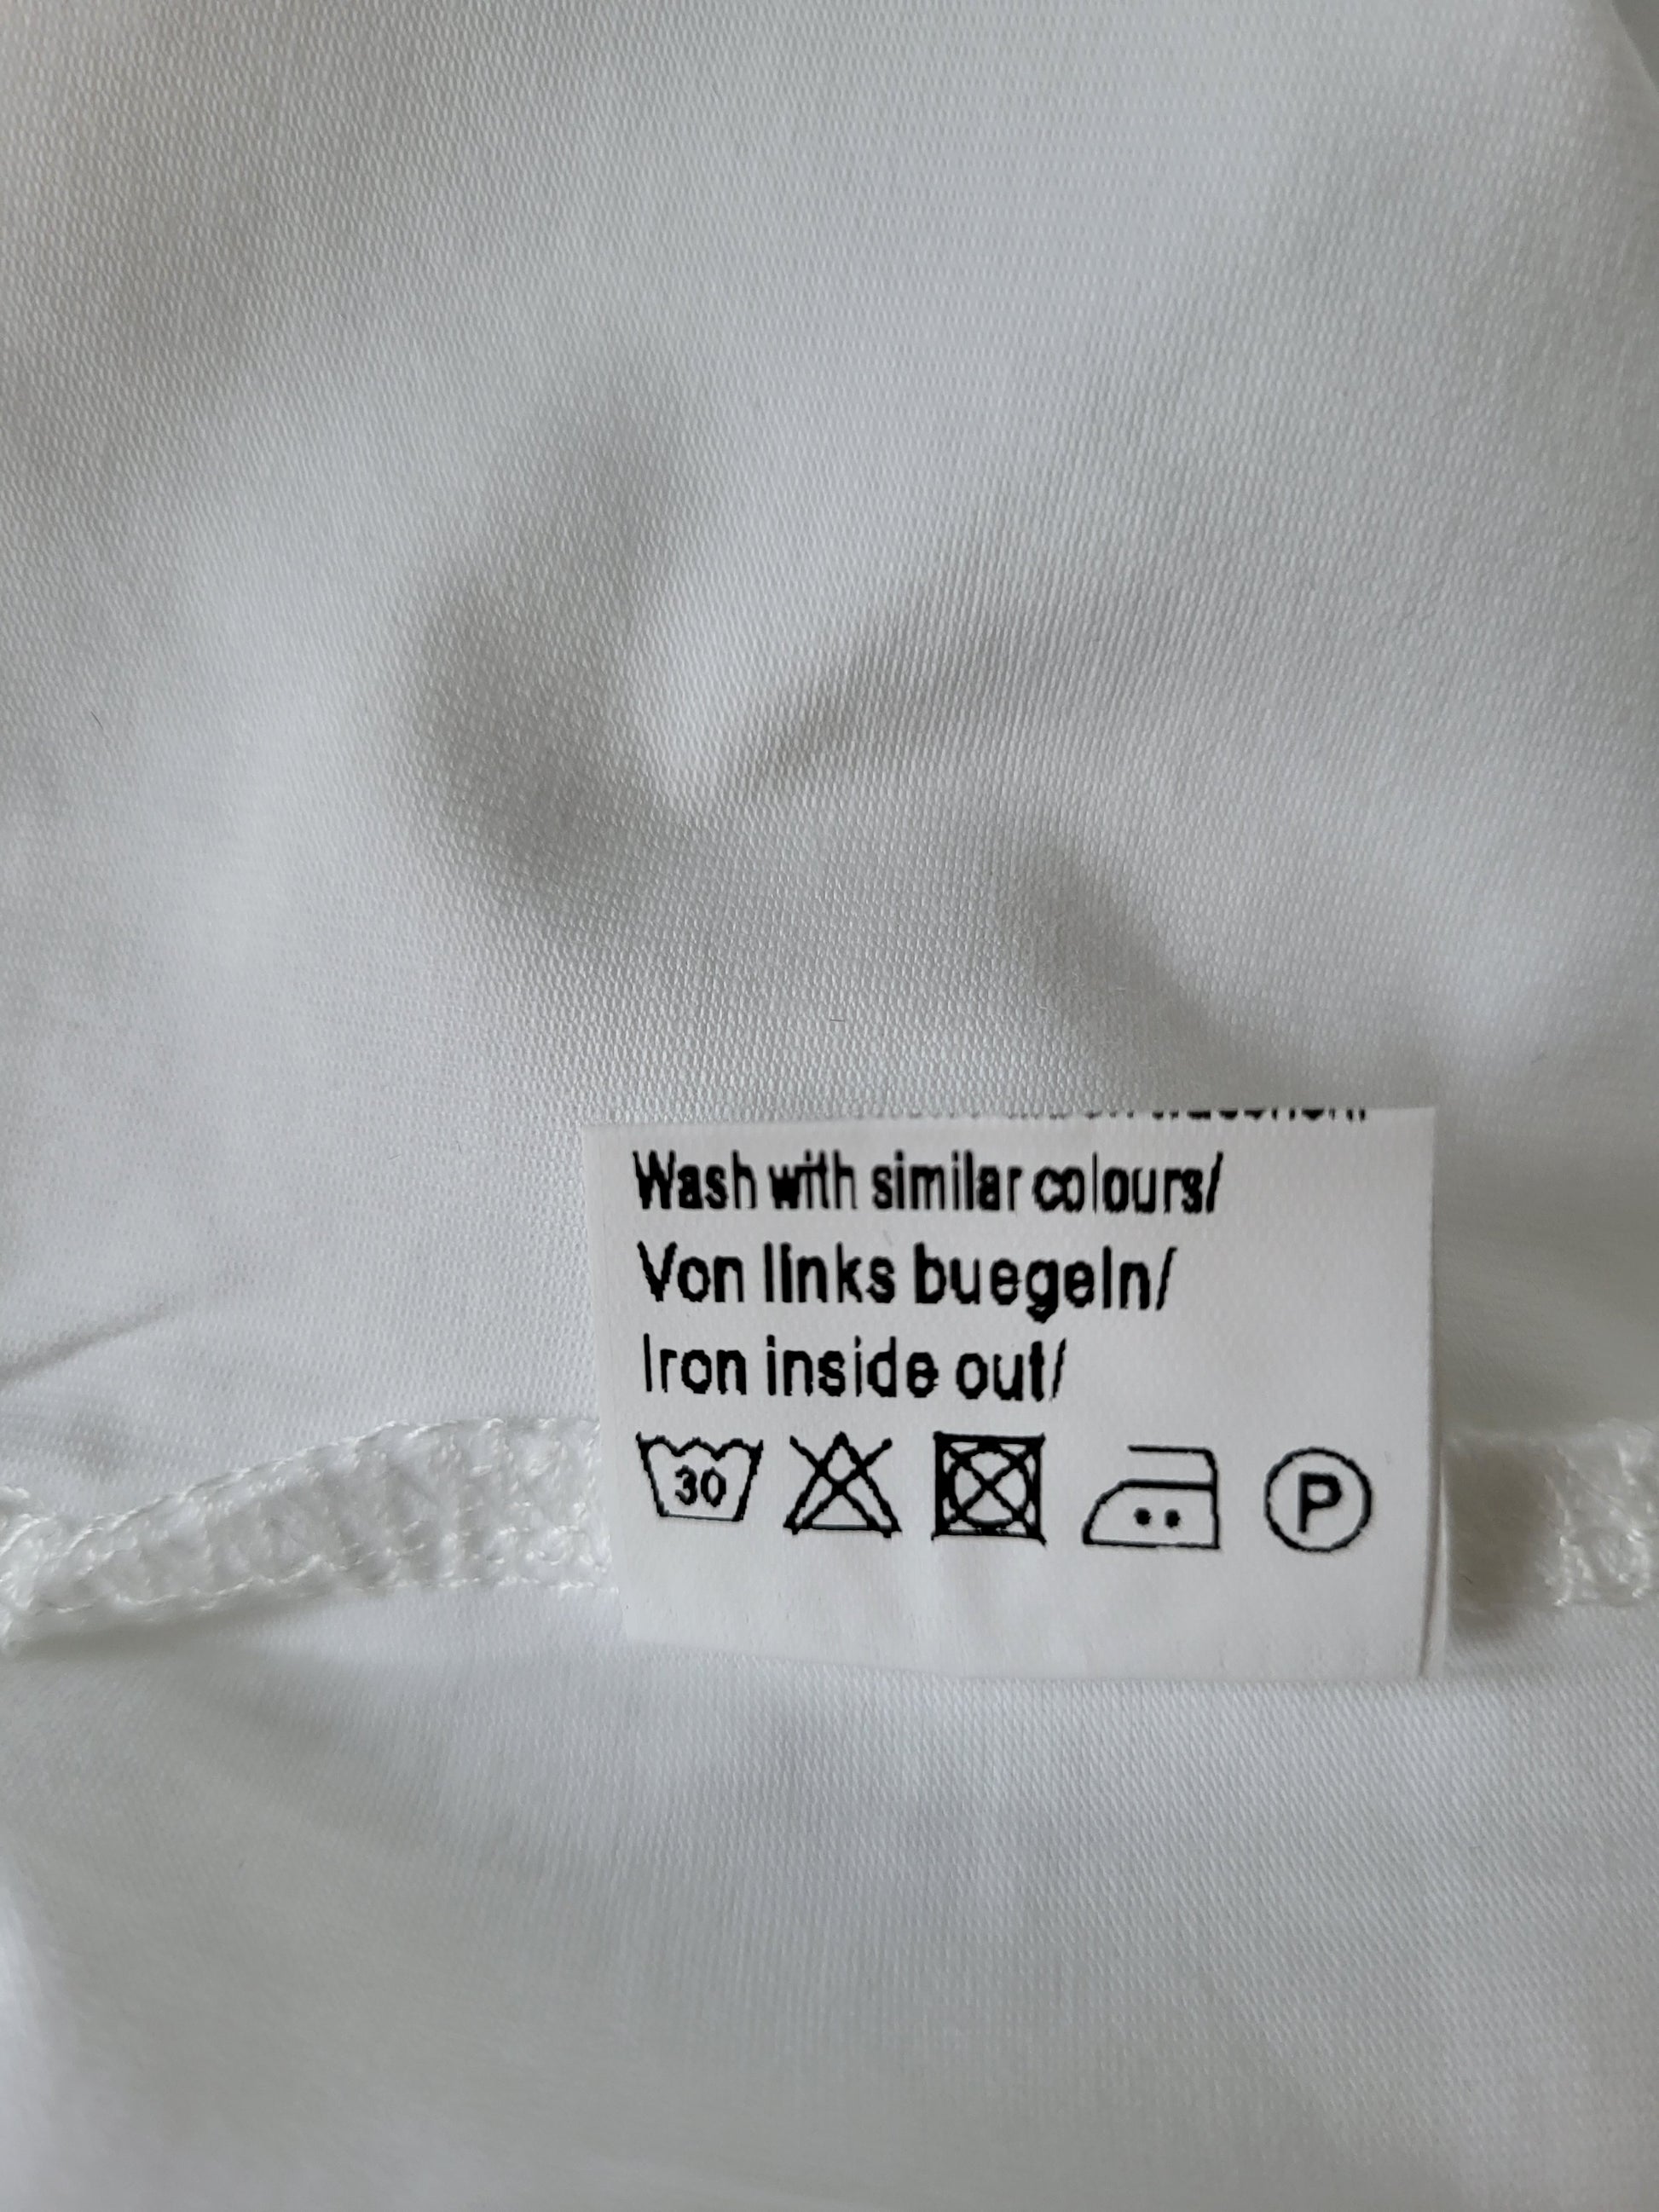 Wash with similar colours/
Von links buegeln/
Iron inside out/
30 P